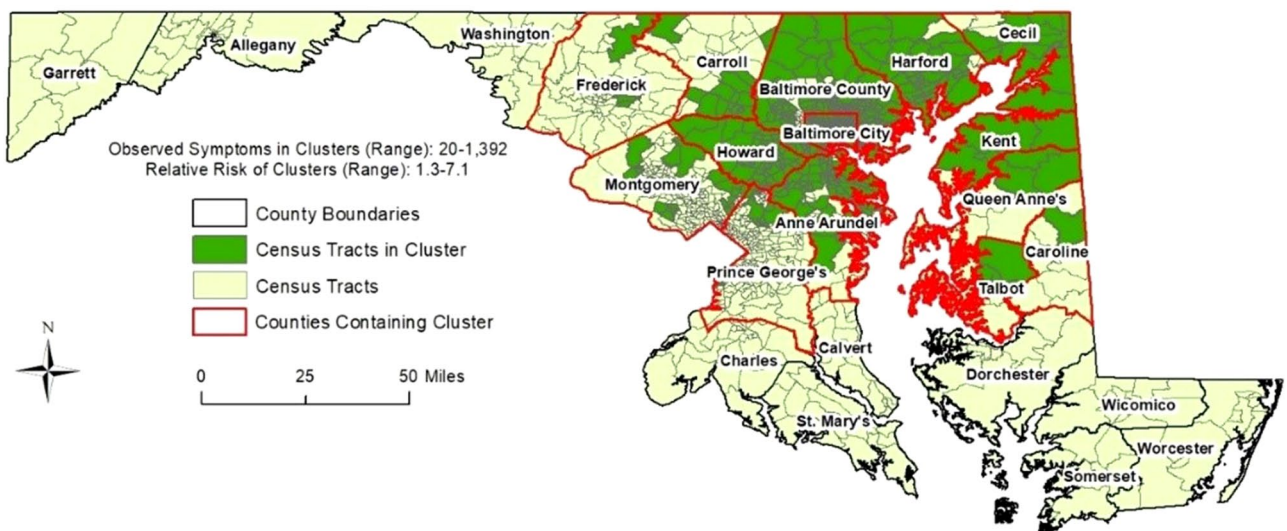 Garrett
Allegany
Washington
Frederick
Carroll
Baltimore County
Harford
Cecil
Baltimore City
Howard
Kent
Montgomery
Queen Anne's
Anne Arundel
Caroline
Prince George's
Talbot
Charles
Calvert
Dorchester
St. Mary's
Wicomico
Worcester
Somerset
Observed Symptoms in Clusters (Range): 20-1,392
Relative Risk of Clusters (Range): 1.3-7.1
County Boundaries
Census Tracts in Cluster
Census Tracts
Counties Containing Cluster
N
0 25 50 Miles